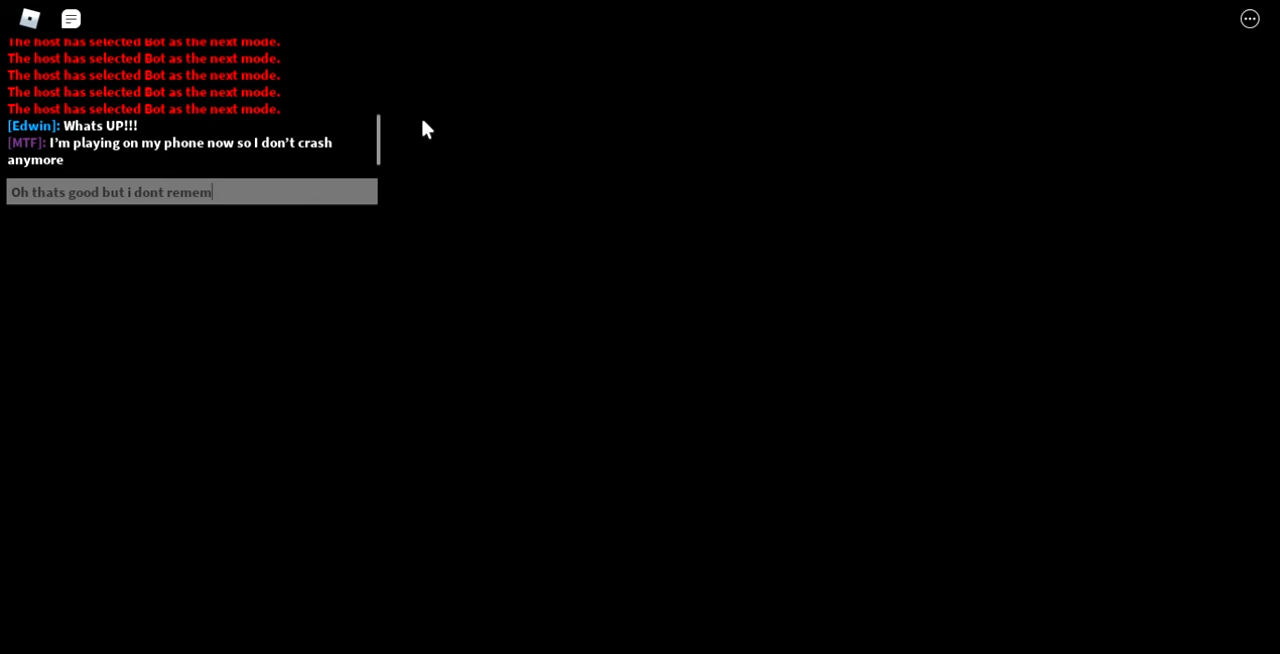 The host has selected Bot as the next mode.
The host has selected Bot as the next mode.
The host has selected Bot as the next mode.
The host has selected Bot as the next mode.
The host has selected Bot as the next mode.
[Edwin]: Whats UP!!!
[MTF]: I’m playing on my phone now so I don’t crash
anymore
Oh thats good but i dont remem